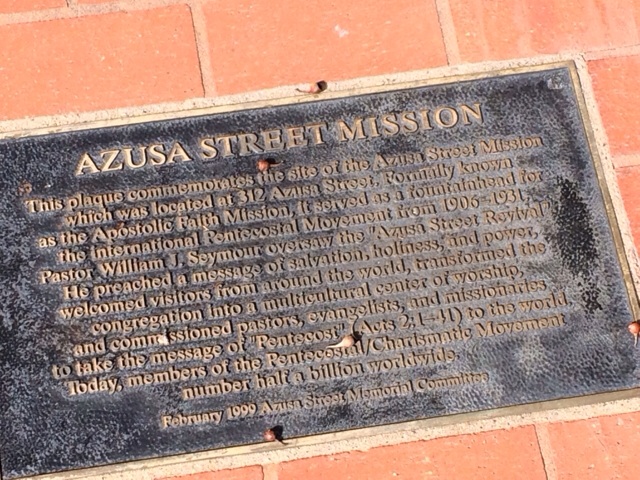 AZUSA STREET MISSION
This plaque commemorates the site of the Azusa Street Mission
which was located at 312 Azusa Street. Formally known
as the Apostolic Faith Mission, it served as a fountainhead for
the International Pentecostal Movement from 1906-1931.
Pastor William J. Seymour oversaw the "Azusa Street Revival".
He preached a message of salvation, holiness, and power,
welcomed visitors from around the world, transformed the
congregation into a multicultural center of worship,
and commissioned pastors, evangelists, and missionaries
to take the message of "Pentecost" (Acts 2:1-41) to the world.
Today, members of the Pentecostal/Charismatic Movement
number half a billion worldwide.
February 1999 Azusa Street Memorial Committee